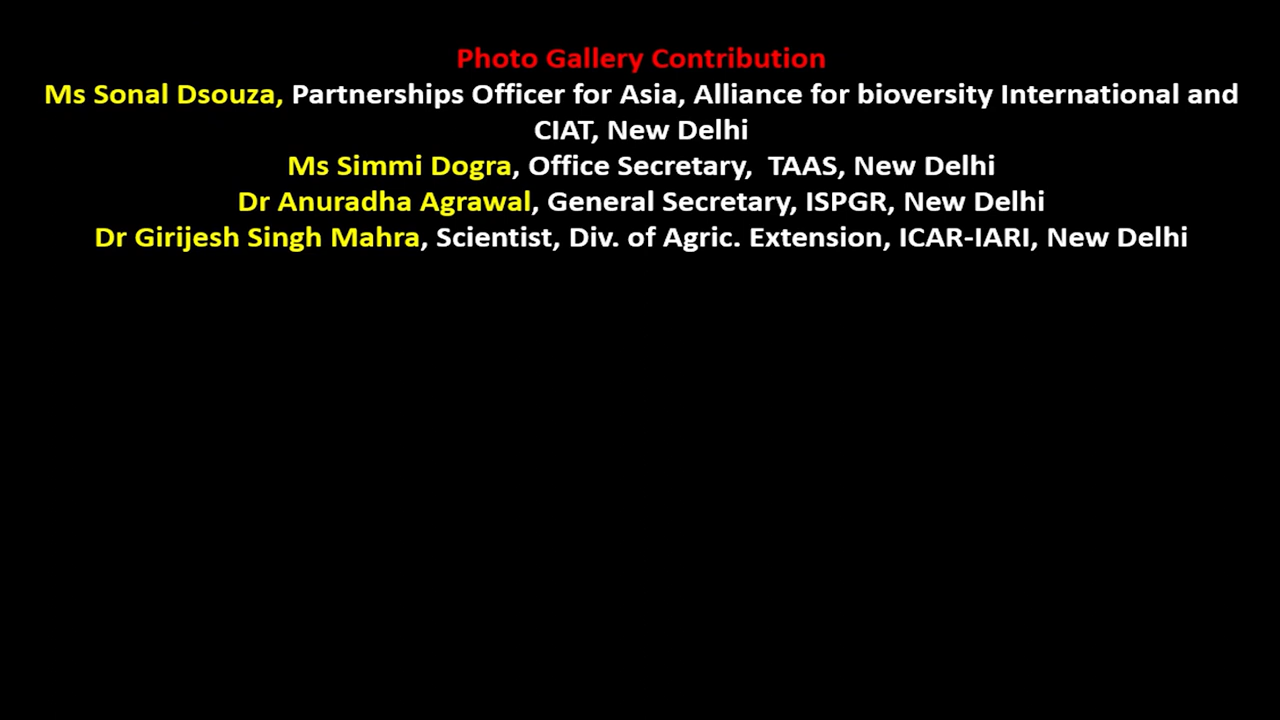 Photo Gallery Contribution
Ms Sonal Dsouza, Partnerships Officer for Asia, Alliance for bioversity International and
CIAT, New Delhi
Ms Simmi Dogra, Office Secretary,  TAAS, New Delhi
Dr Anuradha Agrawal, General Secretary, ISPGR, New Delhi
Dr Girijesh Singh Mahra, Scientist, Div. of Agric. Extension, ICAR-IARI, New Delhi